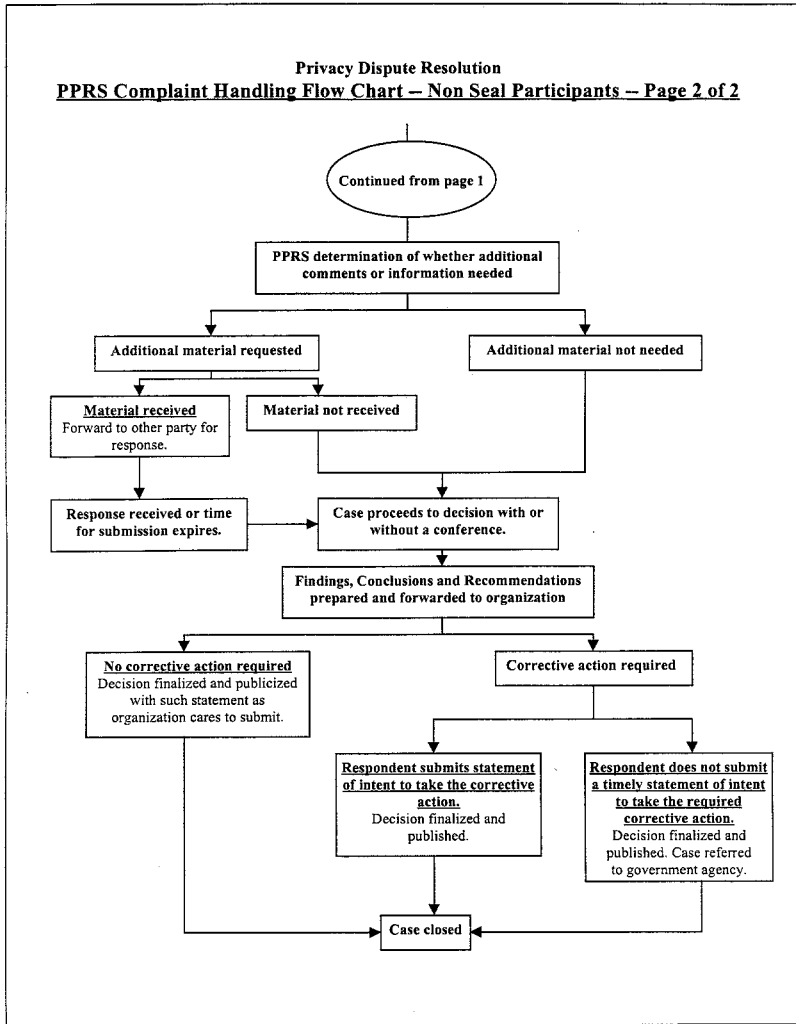 Privacy Dispute Resolution
PPRS Complaint Handling Flow Chart – Non Seal Participants – Page 2 of 2
Continued from page 1
PPRS determination of whether additional
comments or information needed
Additional material requested
Additional material not needed
Material received
Forward to other party for
response.
Material not received
Response received or time
for submission expires.
Case proceeds to decision with or
without a conference.
Findings, Conclusions and Recommendations
prepared and forwarded to organization
No corrective action required
Decision finalized and publicized
with such statement as
organization cares to submit.
Corrective action required
Respondent submits statement
of intent to take the corrective
action.
Decision finalized and
published.
Respondent does not submit
a timely statement of intent
to take the required
corrective action.
Decision finalized and
published. Case referred
to government agency.
Case closed